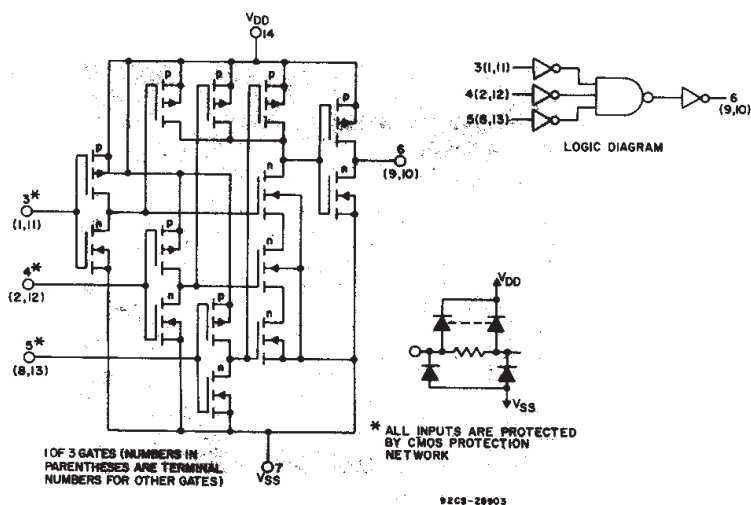 VDD
14
p
p
p
p
p
n
n
p
n
n
n
p
n
n
3*
(1,11)
4*
(2,12)
5*
(8,13)
6
(9,10)
7
VSS
1 OF 3 GATES (NUMBERS IN
PARENTHESES ARE TERMINAL
NUMBERS FOR OTHER GATES)
3(1,11)
4(2,12)
5(8,13)
6
(9,10)
LOGIC DIAGRAM
VDD
VSS
* ALL INPUTS ARE PROTECTED
BY CMOS PROTECTION
NETWORK
92CS-28903